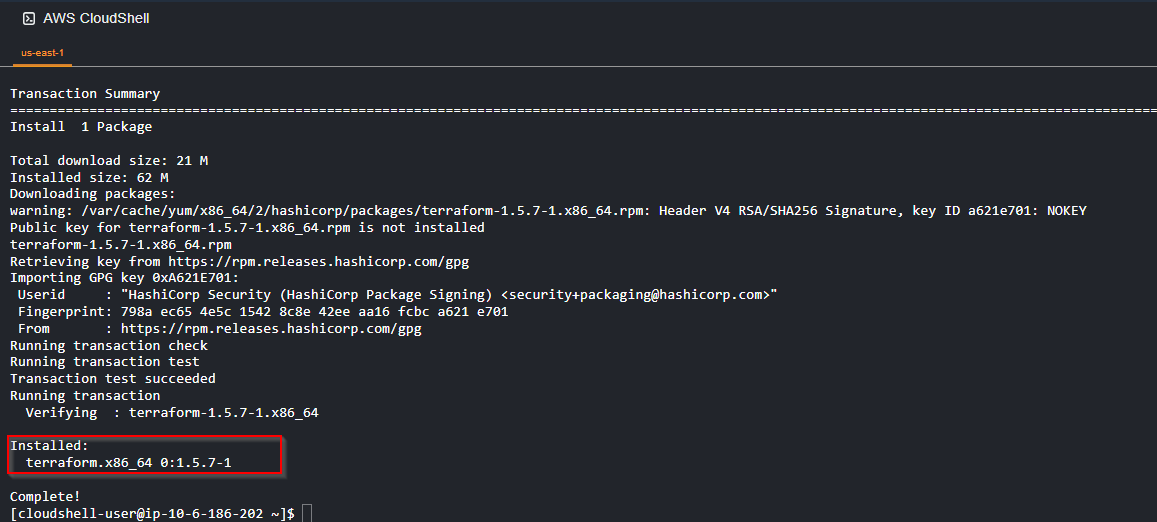 AWS CloudShell
us-east-1
Transaction Summary
================================================================================================================================================
Install  1 Package
Total download size: 21 M
Installed size: 62 M
Downloading packages:
warning: /var/cache/yum/x86_64/2/hashicorp/packages/terraform-1.5.7-1.x86_64.rpm: Header V4 RSA/SHA256 Signature, key ID a621e701: NOKEY
Public key for terraform-1.5.7-1.x86_64.rpm is not installed
terraform-1.5.7-1.x86_64.rpm
Retrieving key from https://rpm.releases.hashicorp.com/gpg
Importing GPG key 0xA621E701:
 Userid     : "HashiCorp Security (HashiCorp Package Signing) <security+packaging@hashicorp.com>"
 Fingerprint: 798a ec65 4e5c 1542 8c8e 42ee aa16 fcbc a621 e701
 From       : https://rpm.releases.hashicorp.com/gpg
Running transaction check
Running transaction test
Transaction test succeeded
Running transaction
  Verifying  : terraform-1.5.7-1.x86_64
Installed:
  terraform.x86_64 0:1.5.7-1
Complete!
[cloudshell-user@ip-10-6-186-202 ~]$